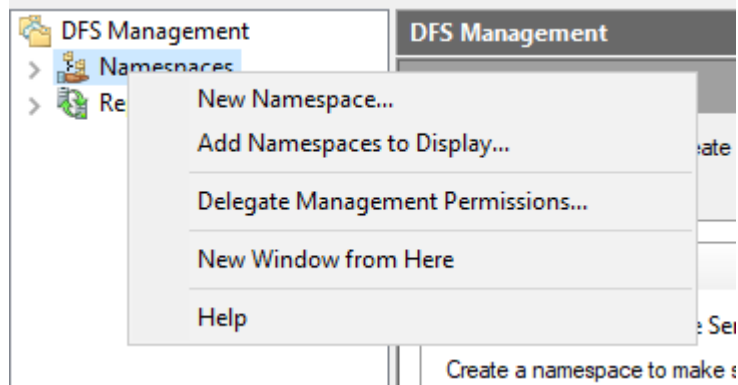 DFS Management
DFS Management
Namespaces
New Namespace...
Add Namespaces to Display...
Delegate Management Permissions...
New Window from Here
Help
Create a namespace to make